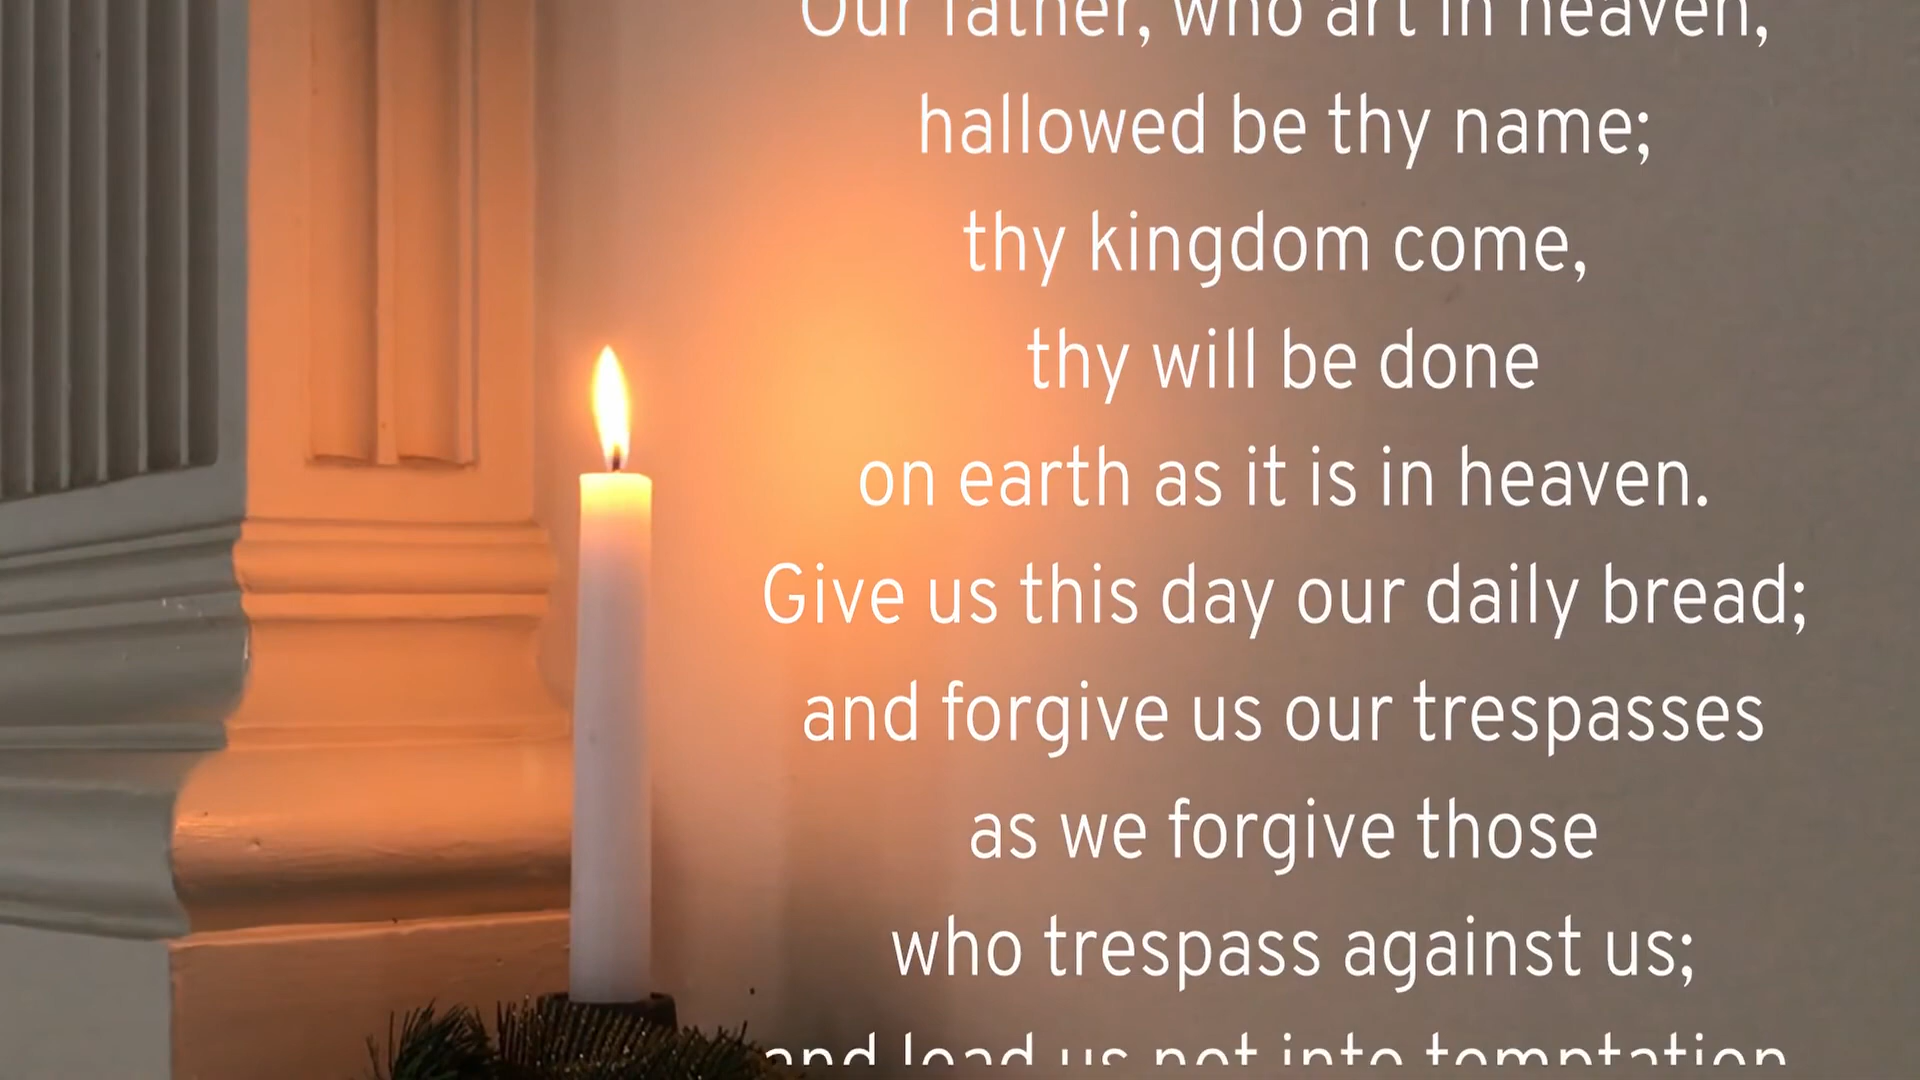 Our father, who art in heaven,
hallowed be thy name;
thy kingdom come,
thy will be done
on earth as it is in heaven.
Give us this day our daily bread;
and forgive us our trespasses
as we forgive those
who trespass against us;
and lead us not into temptation